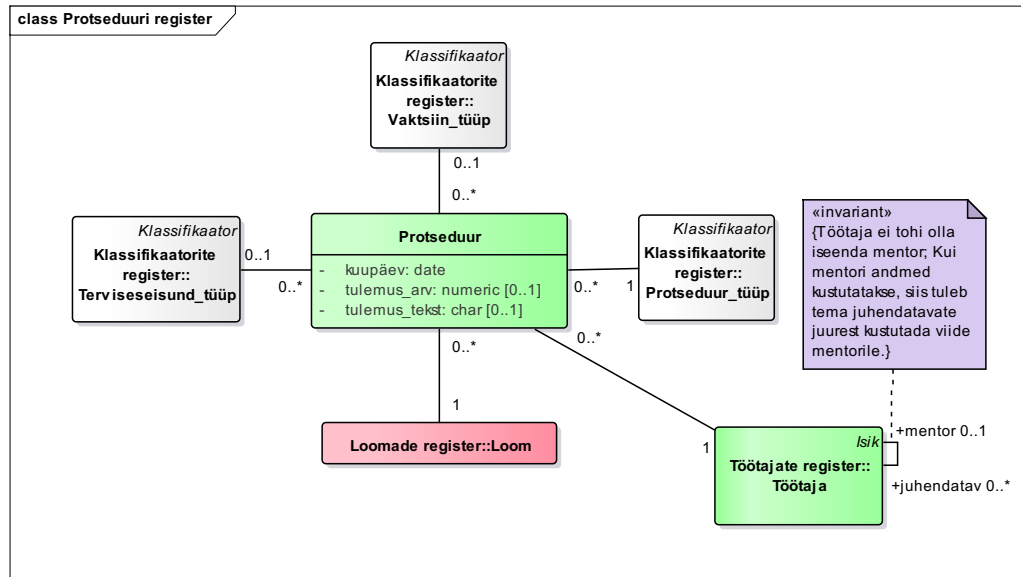 class Protseduuri register
Klassifikaator
Klassifikaatorite
register::
Vaktsiin_tüüp
0..1
0..*
Klassifikaator
Klassifikaatorite
register::
Terviseseisund_tüüp
0..1
0..*
Protseduur
- kuupäev: date
- tulemus_arv: numeric [0..1]
- tulemus_tekst: char [0..1]
0..*
1
Klassifikaator
Klassifikaatorite
register::
Protseduur_tüüp
«invariant»
{Töötaja ei tohi olla
iseenda mentor; Kui
mentori andmed
kustutatakse, siis tuleb
tema juhendatavate
juurest kustutada viide
mentorile.}
0..*
0..*
1
Loomade register::Loom
1
Isik
Töötajate register::
Töötaja
+mentor 0..1
+juhendatav 0..*